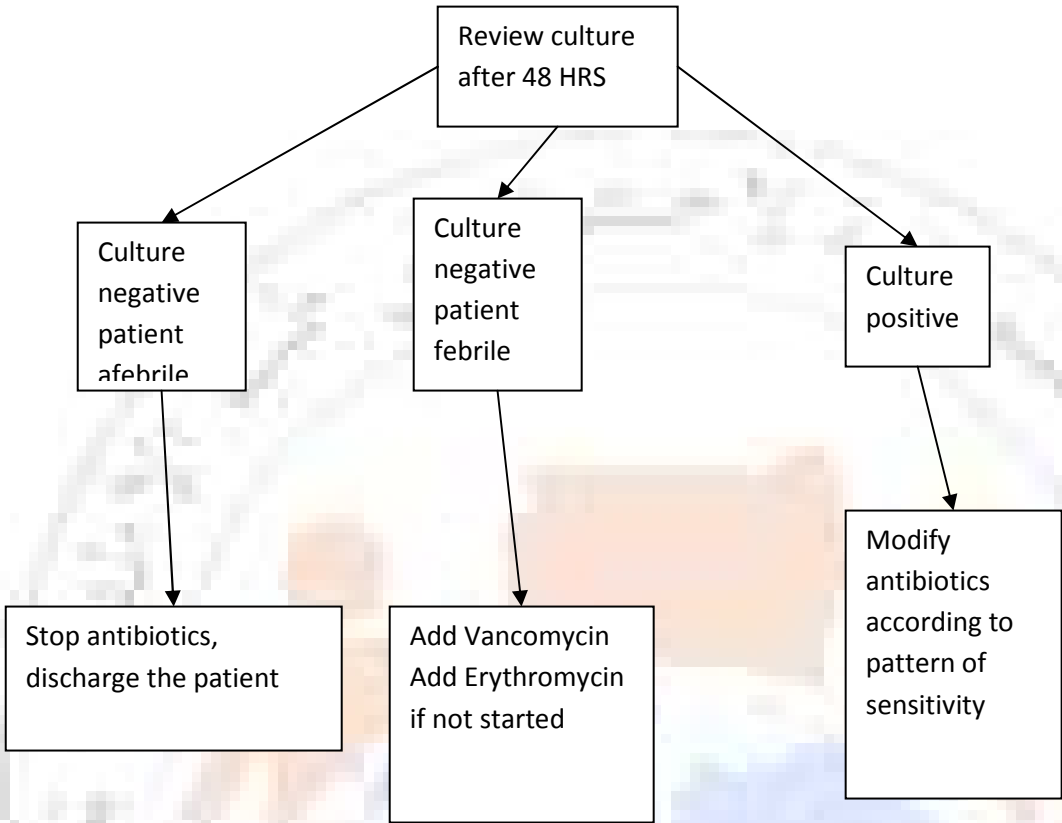 Review culture
after 48 HRS
Culture
negative
patient
afebrile
Culture
negative
patient
febrile
Culture
positive
Stop antibiotics,
discharge the patient
Add Vancomycin
Add Erythromycin
if not started
Modify
antibiotics
according to
pattern of
sensitivity